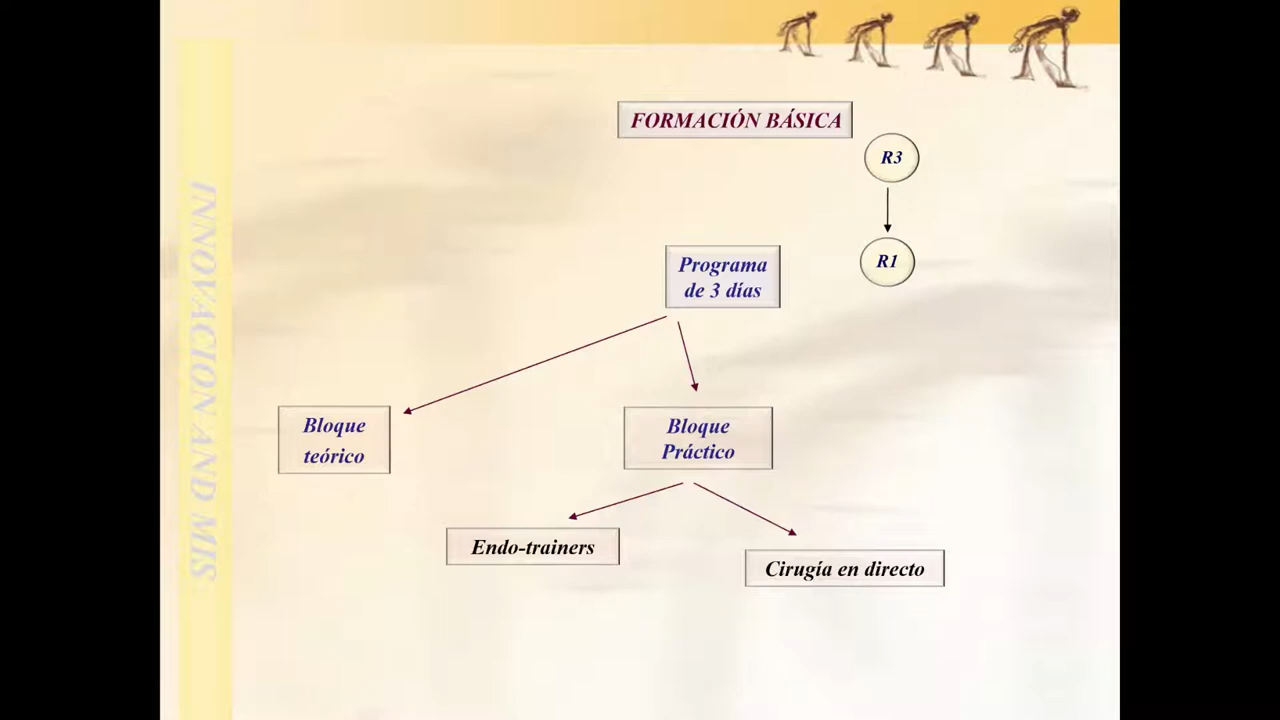 FORMACIÓN BÁSICA
R3
R1
Programa
de 3 días
Bloque
teórico
Bloque
Práctico
Endo-trainers
Cirugía en directo
INNOVACION AND MIS